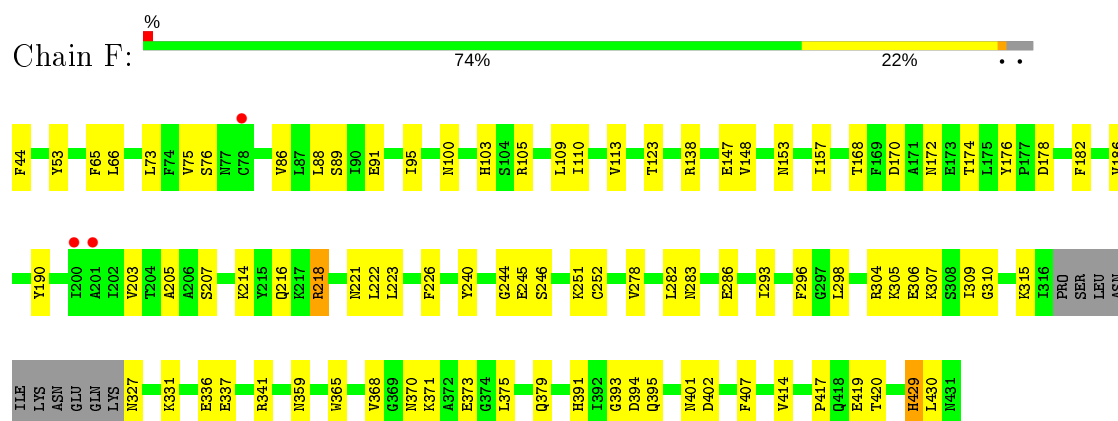 %
Chain F:
74% 22% • •
F44 Y53 F65 L66 L73 F74 V75 S76 N77 C78 V86 L87 L88 S89 I90 E91 I95 N100 H103 S104 R105 L109 I110 V113 T123 R138 E147 V148 N153 I157 T168 F169 D170 A171 N172 E173 T174 L175 Y176 P177 D178 F182 V186
Y190 I200 A201 I202 V203 T204 A205 A206 S207 K214 Y215 Q216 K217 R218 N221 L222 L223 F226 Y240 G244 E245 S246 K251 C252 V278 L282 N283 E286 I293 F296 G297 L298 R304 K305 E306 K307 S308 I309 G310 K315 I316 PRO SER LEU ASN
ILE LYS ASN GLU GLN LYS N327 K331 E336 E337 R341 N359 W365 V368 G369 N370 K371 A372 E373 G374 L375 Q379 H391 I392 G393 D394 Q395 N401 D402 F407 V414 P417 Q418 E419 T420 H429 L430 N431